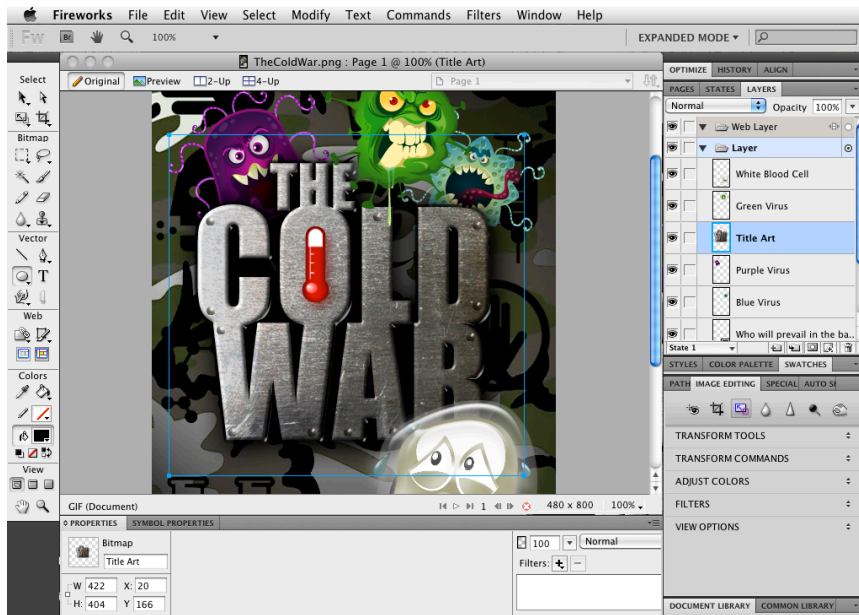 Fireworks File Edit View Select Modify Text Commands Filters Window Help
Fw Br 100% EXPANDED MODE
TheColdWar.png : Page 1 @ 100% (Title Art)
Original Preview 2-Up 4-Up Page 1
Select
Bitmap
Vector
T
Web
Colors
View
THE
COLD
WAR
GIF (Document) 1 480 x 800 100%
PROPERTIES SYMBOL PROPERTIES
Bitmap
Title Art
W 422 X: 20
H: 404 Y 166
100 Normal
Filters:
OPTIMIZE HISTORY ALIGN
PAGES STATES LAYERS
Normal Opacity 100%
Web Layer
Layer
White Blood Cell
Green Virus
Title Art
Purple Virus
Blue Virus
Who will prevail in the ba..
State 1
STYLES COLOR PALETTE SWATCHES
PATH IMAGE EDITING SPECIAL AUTO SH
TRANSFORM TOOLS
TRANSFORM COMMANDS
ADJUST COLORS
FILTERS
VIEW OPTIONS
DOCUMENT LIBRARY COMMON LIBRARY